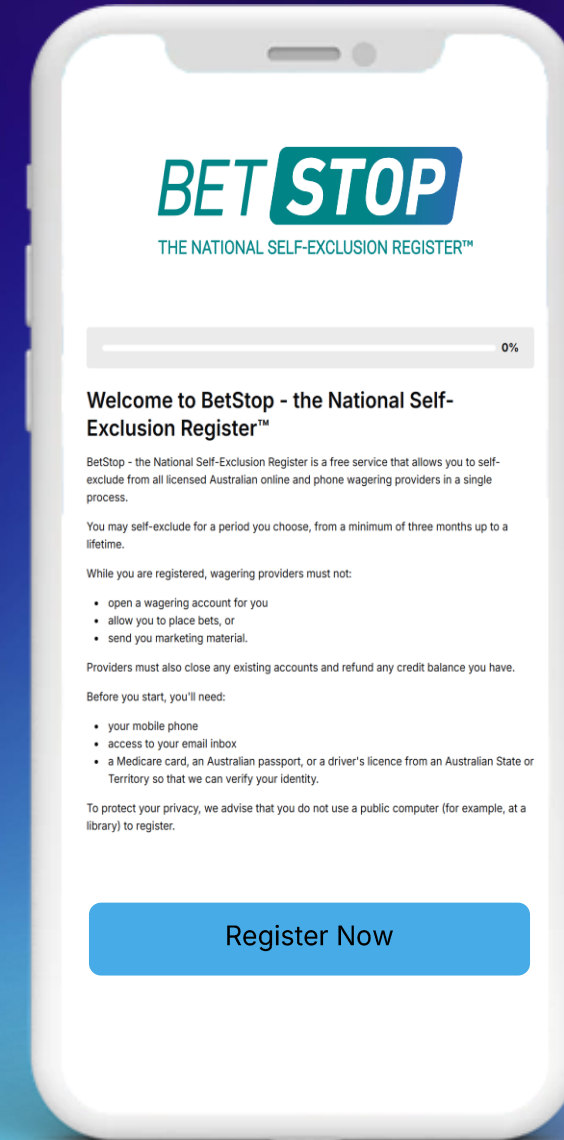 BET STOP
THE NATIONAL SELF-EXCLUSION REGISTER™
0%
Welcome to BetStop - the National Self-
Exclusion Register™
BetStop - the National Self-Exclusion Register is a free service that allows you to self-
exclude from all licensed Australian online and phone wagering providers in a single
process.
You may self-exclude for a period you choose, from a minimum of three months up to a
lifetime.
While you are registered, wagering providers must not:
• open a wagering account for you
• allow you to place bets, or
• send you marketing material.
Providers must also close any existing accounts and refund any credit balance you have.
Before you start, you'll need:
• your mobile phone
• access to your email inbox
• a Medicare card, an Australian passport, or a driver's licence from an Australian State or
Territory so that we can verify your identity.
To protect your privacy, we advise that you do not use a public computer (for example, at a
library) to register.
Register Now